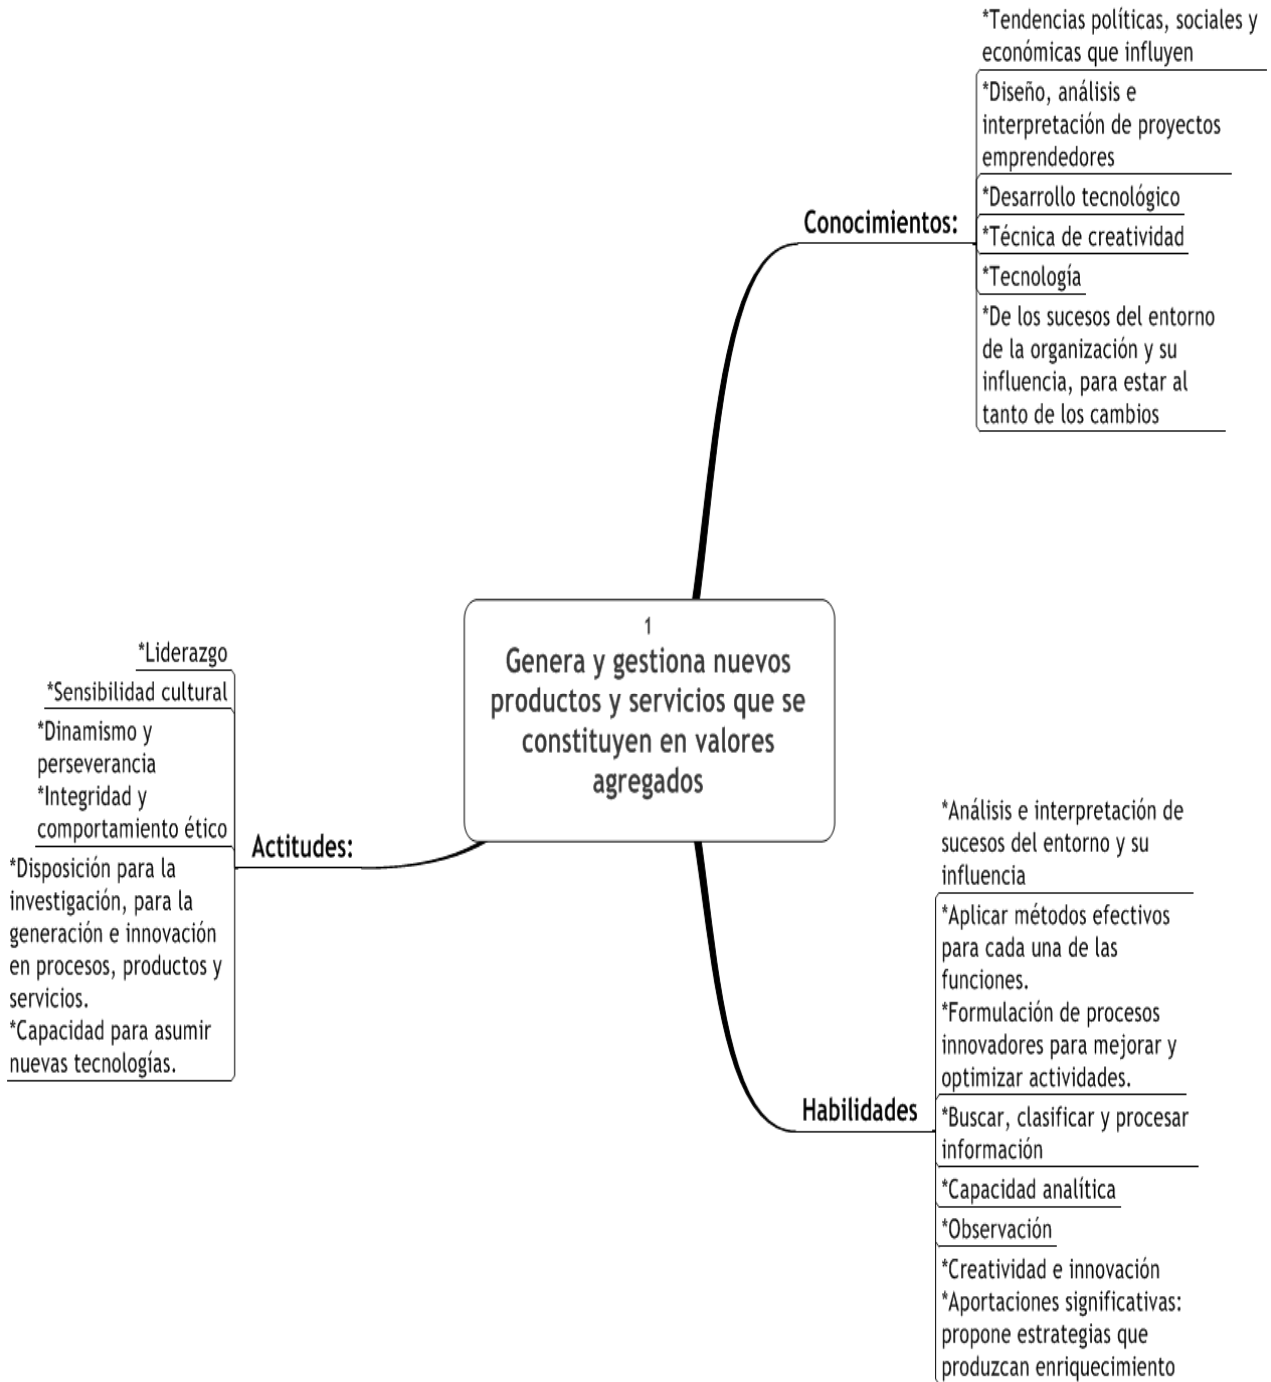 *Tendencias políticas, sociales y
económicas que influyen
*Diseño, análisis e
interpretación de proyectos
emprendedores
*Desarrollo tecnológico
*Técnica de creatividad
*Tecnología
*De los sucesos del entorno
de la organización y su
influencia, para estar al
tanto de los cambios
Conocimientos:
1
Genera y gestiona nuevos
productos y servicios que se
constituyen en valores
agregados
*Liderazgo
*Sensibilidad cultural
*Dinamismo y
perseverancia
*Integridad y
comportamiento ético
*Disposición para la
investigación, para la
generación e innovación
en procesos, productos y
servicios.
*Capacidad para asumir
nuevas tecnologías.
Actitudes:
Habilidades
*Análisis e interpretación de
sucesos del entorno y su
influencia
*Aplicar métodos efectivos
para cada una de las
funciones.
*Formulación de procesos
innovadores para mejorar y
optimizar actividades.
*Buscar, clasificar y procesar
información
*Capacidad analítica
*Observación
*Creatividad e innovación
*Aportaciones significativas:
propone estrategias que
produzcan enriquecimiento